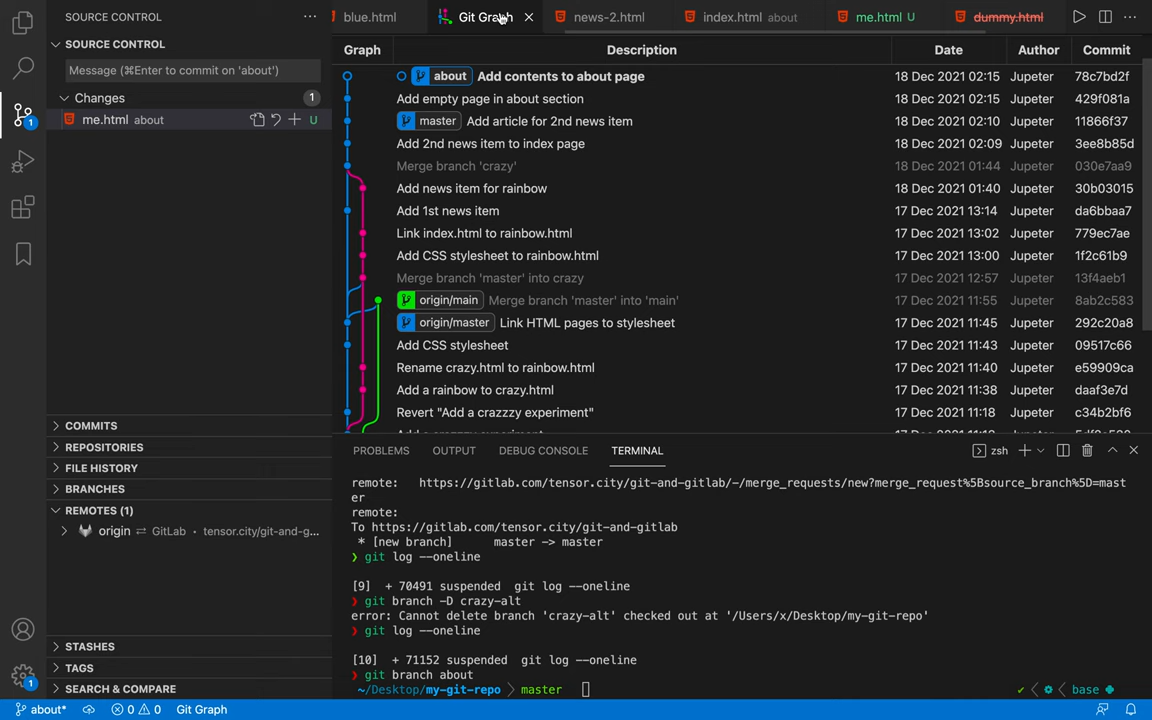 SOURCE CONTROL
SOURCE CONTROL
Message (⌘Enter to commit on 'about')
Changes 1
me.html about U
COMMITS
REPOSITORIES
FILE HISTORY
BRANCHES
REMOTES (1)
origin ⇄ GitLab • tensor.city/git-and-g...
STASHES
TAGS
SEARCH & COMPARE
blue.html Git Graph news-2.html index.html about me.html U dummy.html
Graph Description Date Author Commit
about Add contents to about page 18 Dec 2021 02:15 Jupeter 78c7bd2f
Add empty page in about section 18 Dec 2021 02:15 Jupeter 429f081a
master Add article for 2nd news item 18 Dec 2021 02:10 Jupeter 11866f37
Add 2nd news item to index page 18 Dec 2021 02:09 Jupeter 3ee8b85d
Merge branch 'crazy' 18 Dec 2021 01:44 Jupeter 030e7aa9
Add news item for rainbow 18 Dec 2021 01:40 Jupeter 30b03015
Add 1st news item 17 Dec 2021 13:14 Jupeter da6bbaa7
Link index.html to rainbow.html 17 Dec 2021 13:02 Jupeter 779ec7ae
Add CSS stylesheet to rainbow.html 17 Dec 2021 13:00 Jupeter 1f2c61b9
Merge branch 'master' into crazy 17 Dec 2021 12:57 Jupeter 13f4aeb1
origin/main Merge branch 'master' into 'main' 17 Dec 2021 11:55 Jupeter 8ab2c583
origin/master Link HTML pages to stylesheet 17 Dec 2021 11:45 Jupeter 292c20a8
Add CSS stylesheet 17 Dec 2021 11:43 Jupeter 09517c66
Rename crazy.html to rainbow.html 17 Dec 2021 11:40 Jupeter e59909ca
Add a rainbow to crazy.html 17 Dec 2021 11:38 Jupeter daaf3e7d
Revert "Add a crazzzy experiment" 17 Dec 2021 11:18 Jupeter c34b2bf6
PROBLEMS OUTPUT DEBUG CONSOLE TERMINAL zsh
remote: https://gitlab.com/tensor.city/git-and-gitlab/-/merge_requests/new?merge_request%5Bsource_branch%5D=mast
er
remote:
To https://gitlab.com/tensor.city/git-and-gitlab
* [new branch] master -> master
❯ git log --oneline
[9] + 70491 suspended git log --oneline
❯ git branch -D crazy-alt
error: Cannot delete branch 'crazy-alt' checked out at '/Users/x/Desktop/my-git-repo'
❯ git log --oneline
[10] + 71152 suspended git log --oneline
❯ git branch about
~/Desktop/my-git-repo master ✓ base
1 about* 0 0 Git Graph